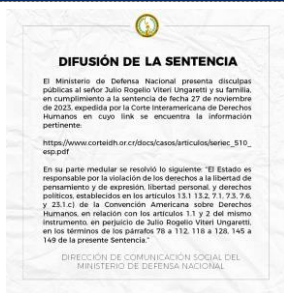 DIFUSIÓN DE LA SENTENCIA
El Ministerio de Defensa Nacional presenta disculpas
públicas al señor Julio Rogelio Viteri Ungaretti y su familia,
en cumplimiento a la sentencia de fecha 27 de noviembre
de 2023, expedida por la Corte Interamericana de Derechos
Humanos en cuyo link se encuentra la información
pertinente:
https://www.corteidh.or.cr/docs/casos/articulos/seriec_510_
esp.pdf
En su parte medular se resolvió lo siguiente: "El Estado es
responsable por la violación de los derechos a la libertad de
pensamiento y de expresión, libertad personal, y derechos
políticos, establecidos en los artículos 13.1 13.2, 7.1, 7.3, 7.6,
y 23.1.c) de la Convención Americana sobre Derechos
Humanos, en relación con los artículos 1.1 y 2 del mismo
instrumento, en perjuicio de Julio Rogelio Viteri Ungaretti,
en los términos de los párrafos 78 a 112, 118 a 128, 145 a
149 de la presente Sentencia."
DIRECCIÓN DE COMUNICACIÓN SOCIAL DEL
MINISTERIO DE DEFENSA NACIONAL